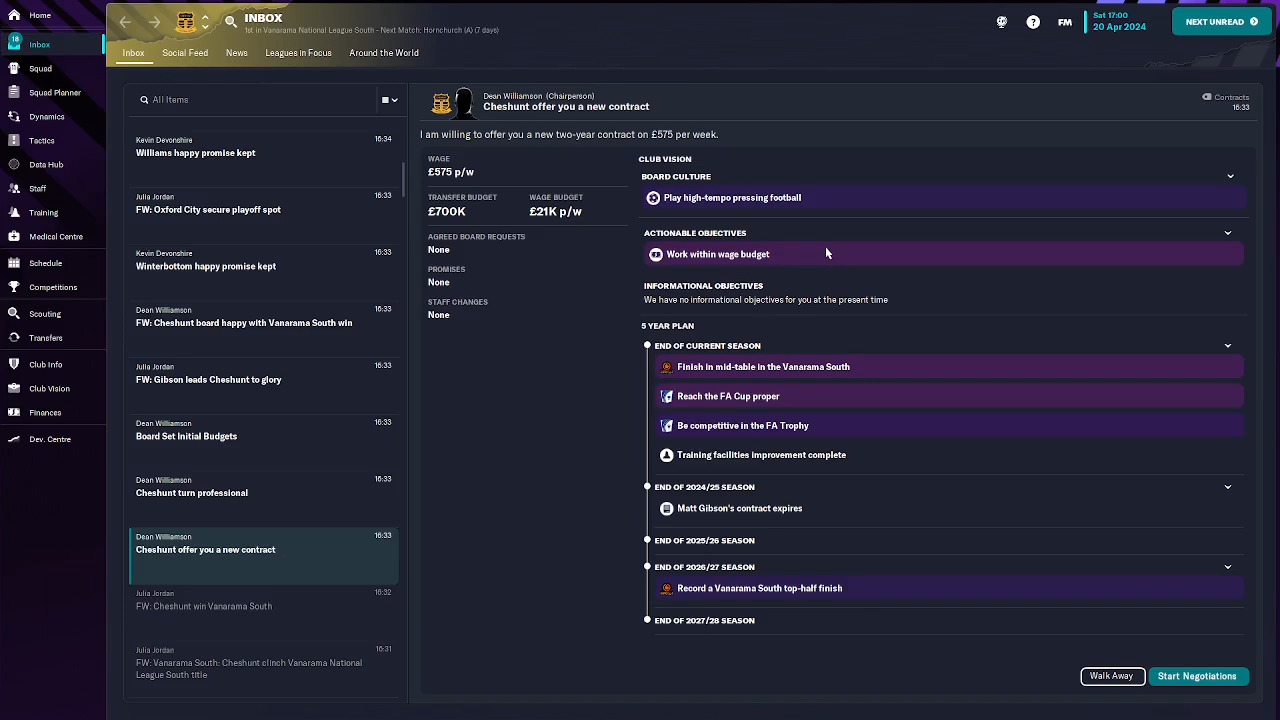 Home
18
Inbox
Squad
Squad Planner
Dynamics
Tactics
Data Hub
Staff
Training
Medical Centre
Schedule
Competitions
Scouting
Transfers
Club Info
Club Vision
Finances
Dev. Centre
INBOX
1st in Vanarama National League South - Next Match: Hornchurch (A) (7 days)
FM
Sat 17:00
20 Apr 2024
NEXT UNREAD
Inbox
Social Feed
News
Leagues in Focus
Around the World
All Items
Kevin Devonshire
16:34
Williams happy promise kept
Julia Jordan
16:33
FW: Oxford City secure playoff spot
Kevin Devonshire
16:33
Winterbottom happy promise kept
Dean Williamson
16:33
FW: Cheshunt board happy with Vanarama South win
Julia Jordan
16:33
FW: Gibson leads Cheshunt to glory
Dean Williamson
16:33
Board Set Initial Budgets
Dean Williamson
16:33
Cheshunt turn professional
Dean Williamson
16:33
Cheshunt offer you a new contract
Julia Jordan
16:32
FW: Cheshunt win Vanarama South
Julia Jordan
16:31
FW: Vanarama South: Cheshunt clinch Vanarama National
League South title
Dean Williamson (Chairperson)
Cheshunt offer you a new contract
Contracts
16:33
I am willing to offer you a new two-year contract on £575 per week.
WAGE
£575 p/w
TRANSFER BUDGET
WAGE BUDGET
£700K
£21K p/w
AGREED BOARD REQUESTS
None
PROMISES
None
STAFF CHANGES
None
CLUB VISION
BOARD CULTURE
Play high-tempo pressing football
ACTIONABLE OBJECTIVES
Work within wage budget
INFORMATIONAL OBJECTIVES
We have no informational objectives for you at the present time
5 YEAR PLAN
END OF CURRENT SEASON
Finish in mid-table in the Vanarama South
Reach the FA Cup proper
Be competitive in the FA Trophy
Training facilities improvement complete
END OF 2024/25 SEASON
Matt Gibson's contract expires
END OF 2025/26 SEASON
END OF 2026/27 SEASON
Record a Vanarama South top-half finish
END OF 2027/28 SEASON
Walk Away
Start Negotiations